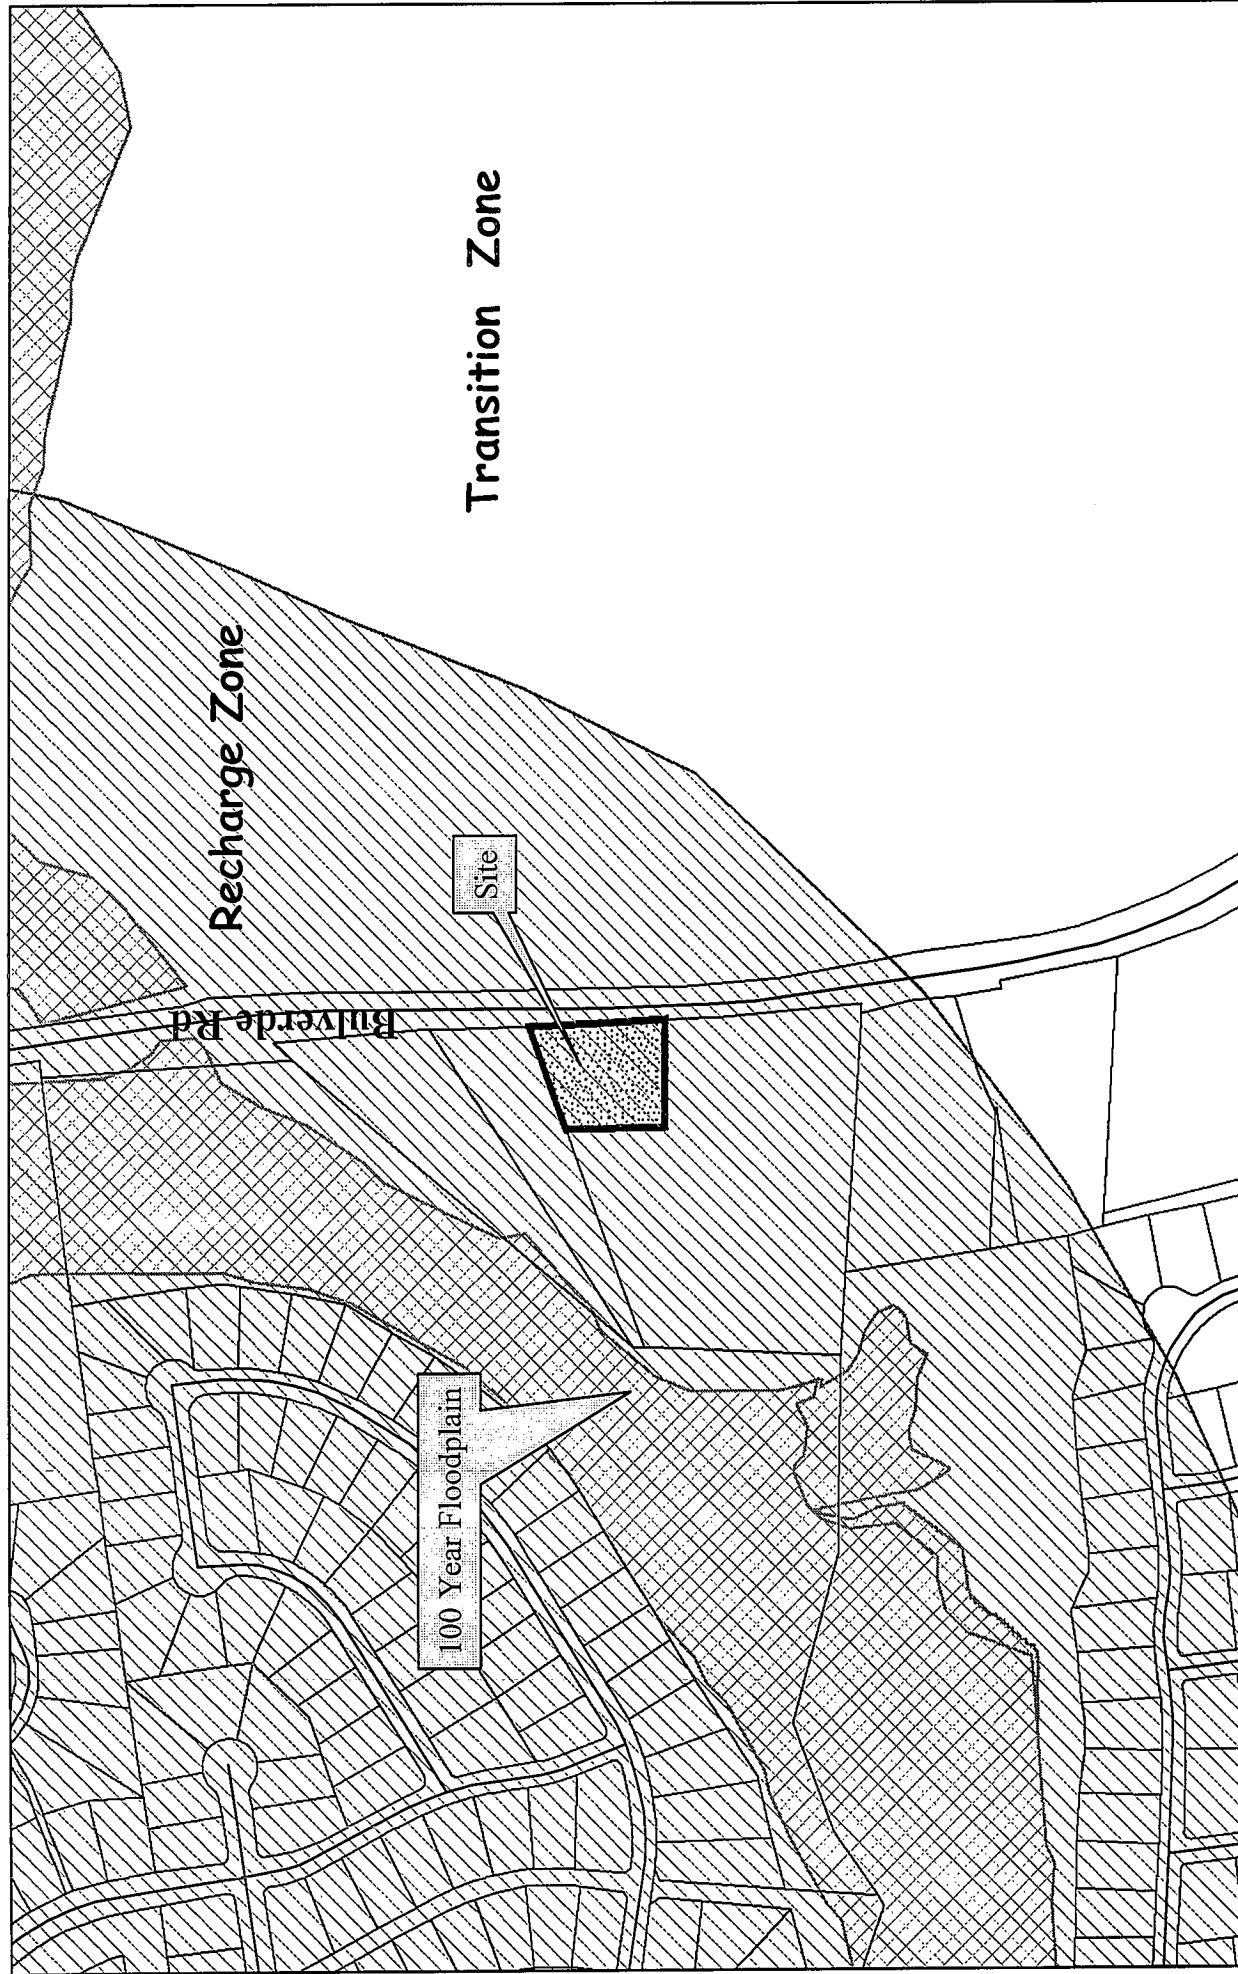 Transition Zone
Recharge Zone
Site
Bulverde Rd
100 Year Floodplain